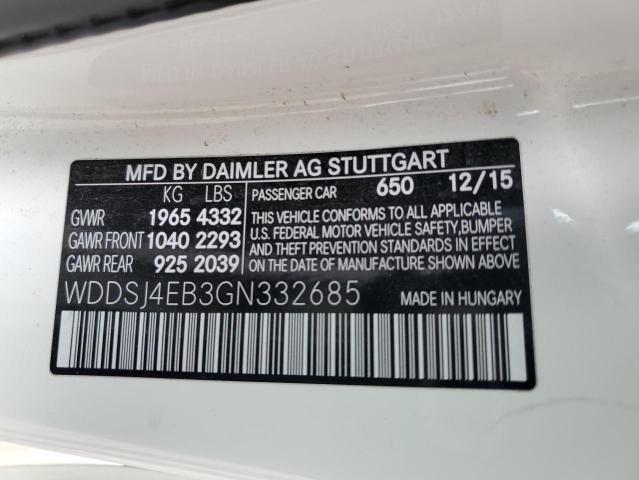 MFD BY DAIMLER AG STUTTGART
KG LBS PASSENGER CAR 650 12/15
GVWR 1965 4332
GAWR FRONT 1040 2293
GAWR REAR 925 2039
THIS VEHICLE CONFORMS TO ALL APPLICABLE
U.S. FEDERAL MOTOR VEHICLE SAFETY, BUMPER
AND THEFT PREVENTION STANDARDS IN EFFECT
ON THE DATE OF MANUFACTURE SHOWN ABOVE.
WDDSJ4EB3GN332685 MADE IN HUNGARY